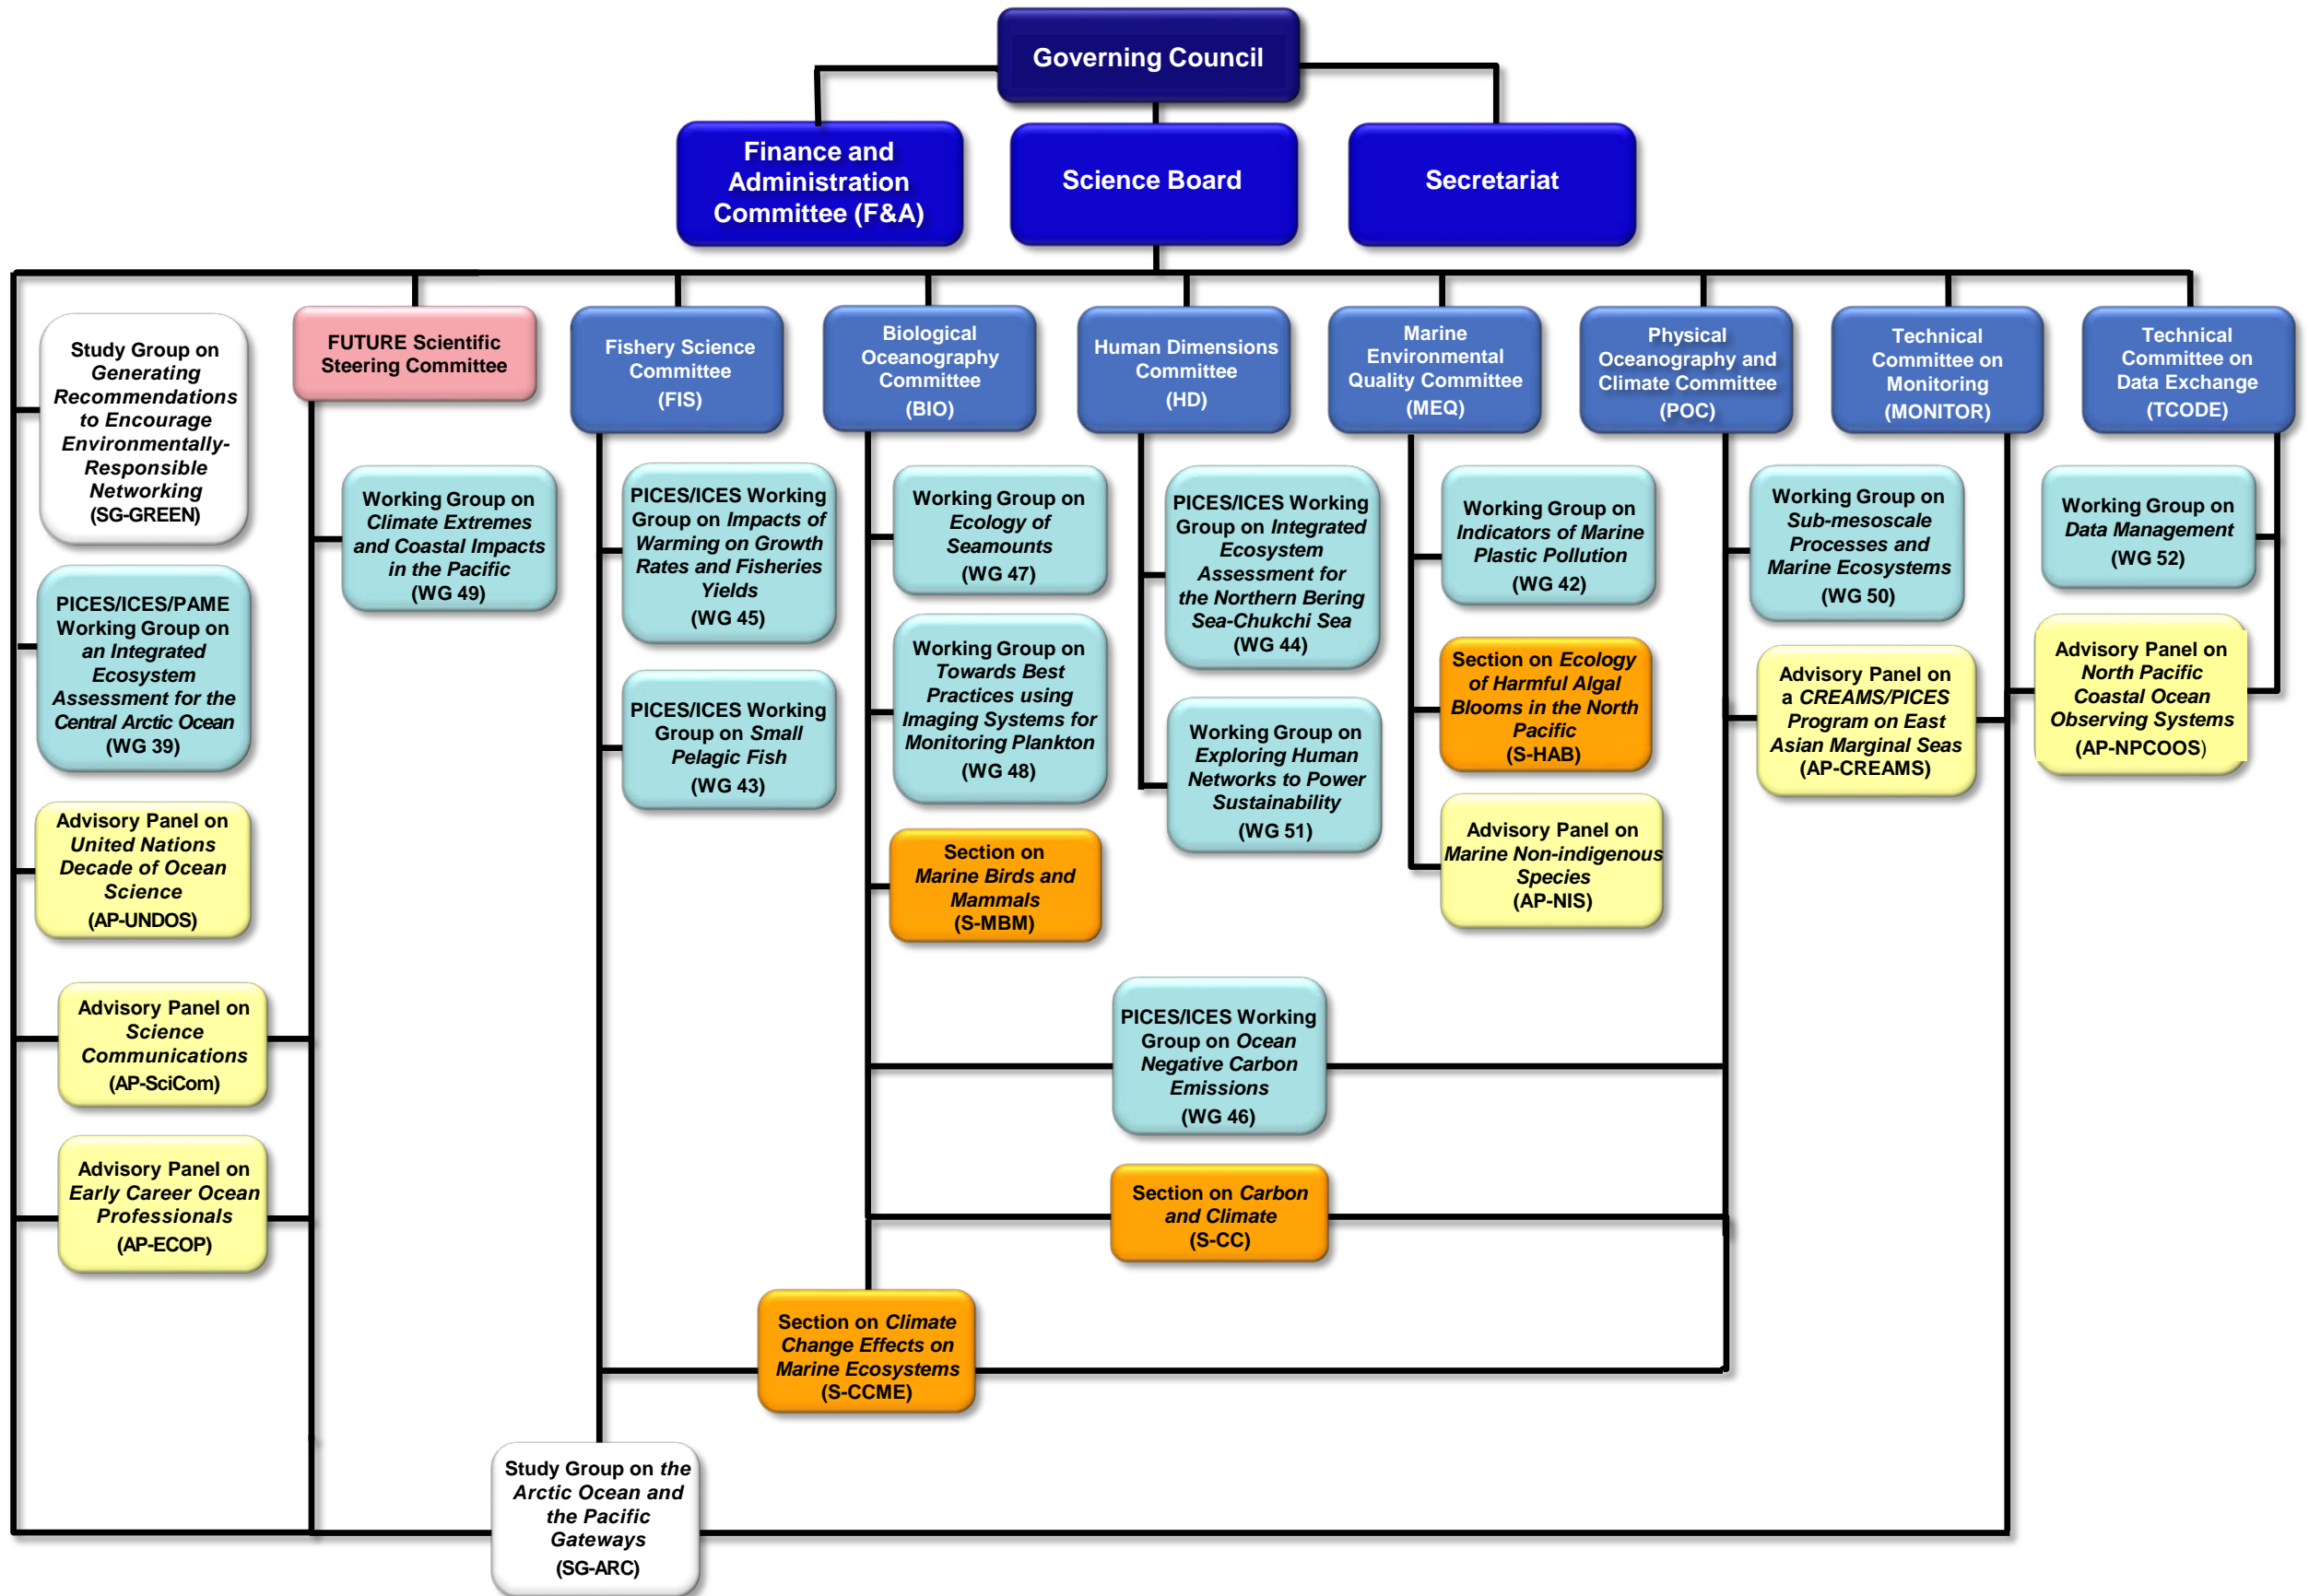 Governing Council
Finance and
Administration
Committee (F&A)
Science Board
Secretariat
Study Group on
Generating
Recommendations
to Encourage
Environmentally-
Responsible
Networking
(SG-GREEN)
PICES/ICES/PAME
Working Group on
an Integrated
Ecosystem
Assessment for the
Central Arctic Ocean
(WG 39)
Advisory Panel on
United Nations
Decade of Ocean
Science
(AP-UNDOS)
Advisory Panel on
Science
Communications
(AP-SciCom)
Advisory Panel on
Early Career Ocean
Professionals
(AP-ECOP)
FUTURE Scientific
Steering Committee
Working Group on
Climate Extremes
and Coastal Impacts
in the Pacific
(WG 49)
Fishery Science
Committee
(FIS)
PICES/ICES Working
Group on Impacts of
Warming on Growth
Rates and Fisheries
Yields
(WG 45)
PICES/ICES Working
Group on Small
Pelagic Fish
(WG 43)
Biological
Oceanography
Committee
(BIO)
Working Group on
Ecology of
Seamounts
(WG 47)
Working Group on
Towards Best
Practices using
Imaging Systems for
Monitoring Plankton
(WG 48)
Section on
Marine Birds and
Mammals
(S-MBM)
Human Dimensions
Committee
(HD)
PICES/ICES Working
Group on Integrated
Ecosystem
Assessment for
the Northern Bering
Sea-Chukchi Sea
(WG 44)
Working Group on
Exploring Human
Networks to Power
Sustainability
(WG 51)
Marine
Environmental
Quality Committee
(MEQ)
Working Group on
Indicators of Marine
Plastic Pollution
(WG 42)
Section on Ecology
of Harmful Algal
Blooms in the North
Pacific
(S-HAB)
Advisory Panel on
Marine Non-indigenous
Species
(AP-NIS)
Physical
Oceanography and
Climate Committee
(POC)
Working Group on
Sub-mesoscale
Processes and
Marine Ecosystems
(WG 50)
Advisory Panel on
a CREAMS/PICES
Program on East
Asian Marginal Seas
(AP-CREAMS)
Technical
Committee on
Monitoring
(MONITOR)
Technical
Committee on
Data Exchange
(TCODE)
Working Group on
Data Management
(WG 52)
Advisory Panel on
North Pacific
Coastal Ocean
Observing Systems
(AP-NPCOOS)
PICES/ICES Working
Group on Ocean
Negative Carbon
Emissions
(WG 46)
Section on Carbon
and Climate
(S-CC)
Section on Climate
Change Effects on
Marine Ecosystems
(S-CCME)
Study Group on the
Arctic Ocean and
the Pacific
Gateways
(SG-ARC)